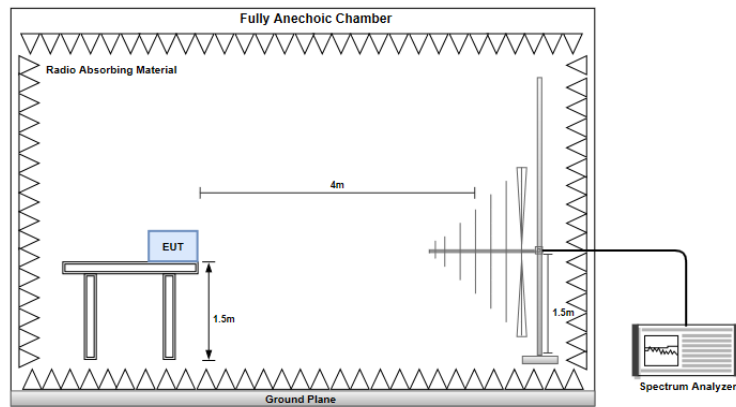 Fully Anechoic Chamber
Radio Absorbing Material
4m
EUT
1.5m
1.5m
Spectrum Analyzer
Ground Plane